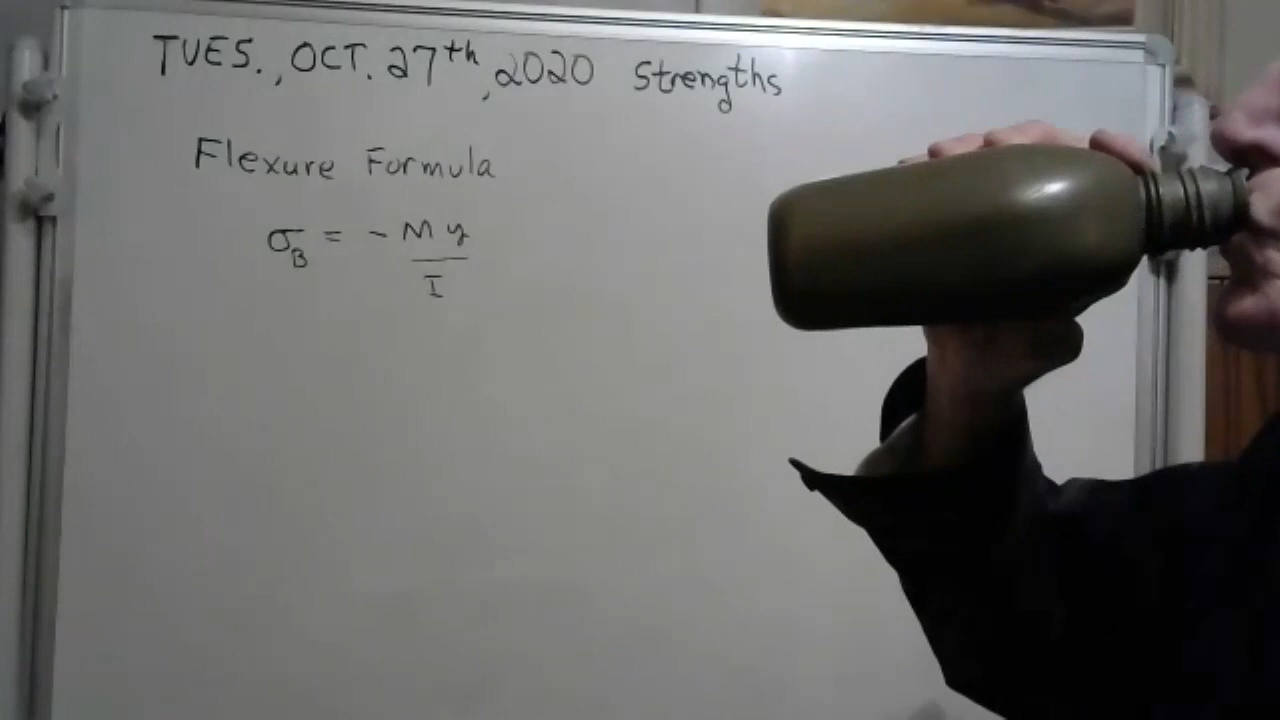 TUES., OCT. 27th, 2020 Strengths
Flexure Formula
σB = - My
I